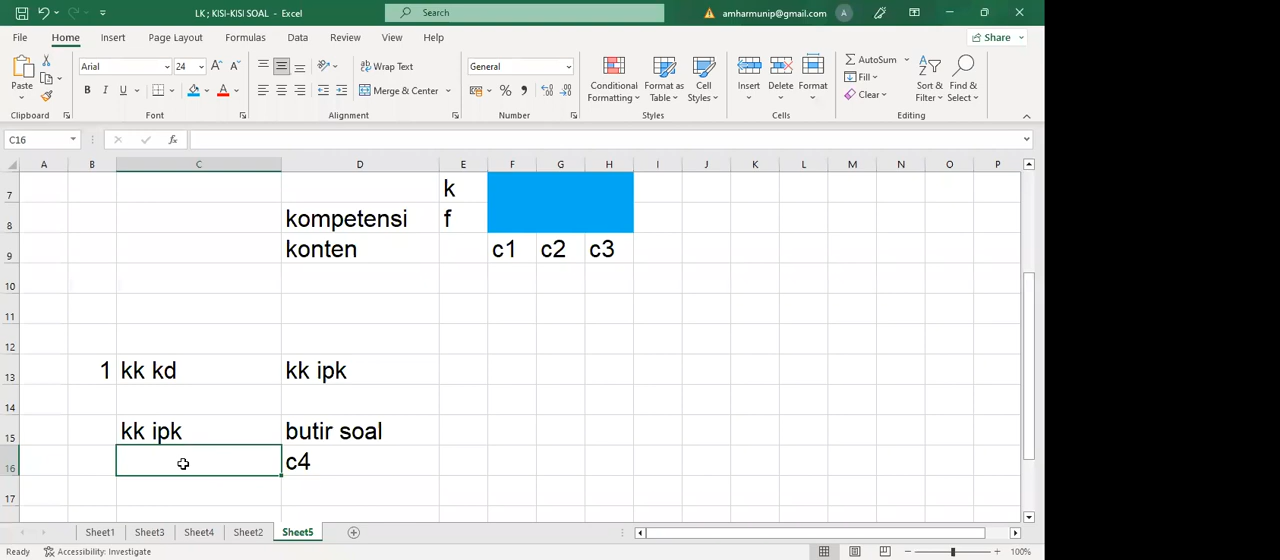 LK ; KISI-KISI SOAL - Excel
Search
amharmunip@gmail.com
A
File Home Insert Page Layout Formulas Data Review View Help
Share
Paste
Clipboard
Arial 24
B I U
Font
Wrap Text
Merge & Center
Alignment
General
% ,
Number
Conditional Formatting
Format as Table
Cell Styles
Styles
Insert Delete Format
Cells
AutoSum
Fill
Clear
Sort & Filter
Find & Select
Editing
C16
fx
A B C D E F G H I J K L M N O P
7 k
8 kompetensi f
9 konten c1 c2 c3
10
11
12
13 1 kk kd kk ipk
14
15 kk ipk butir soal
16 c4
17
Sheet1 Sheet3 Sheet4 Sheet2 Sheet5
Ready Accessibility: Investigate 100%